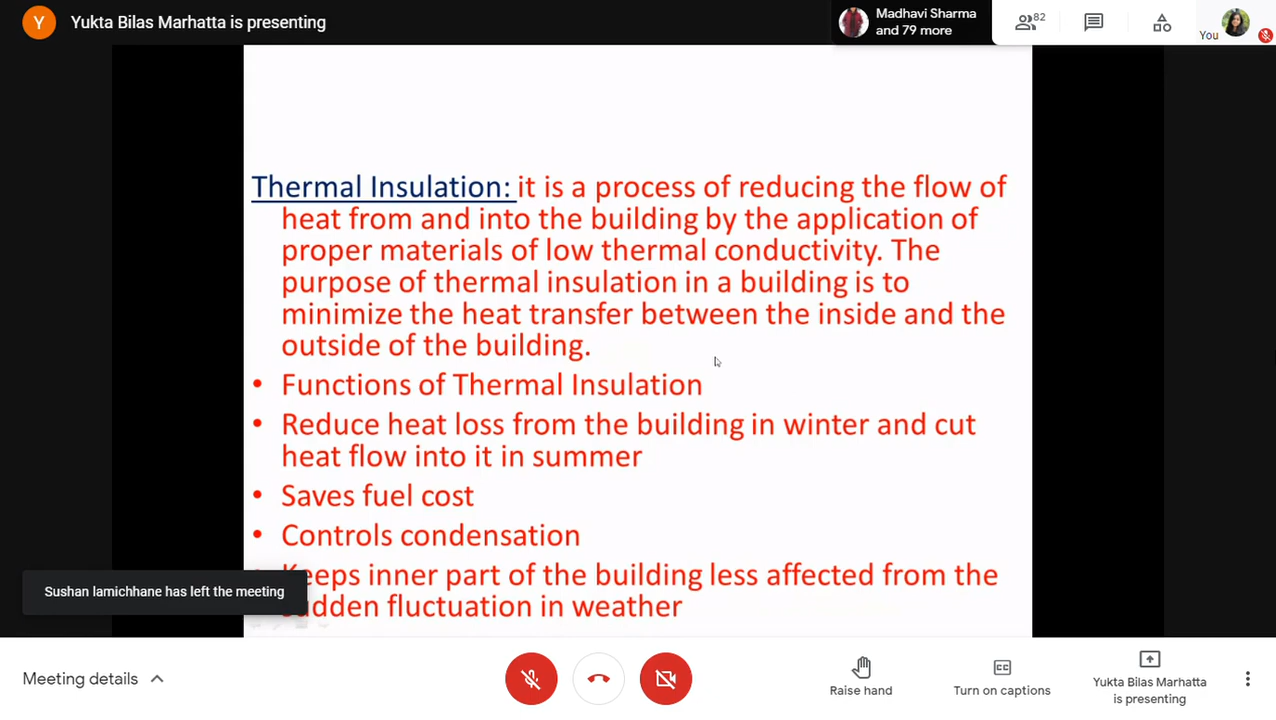 Y
Yukta Bilas Marhatta is presenting
Madhavi Sharma
and 79 more
82
You
Thermal Insulation: it is a process of reducing the flow of
heat from and into the building by the application of
proper materials of low thermal conductivity. The
purpose of thermal insulation in a building is to
minimize the heat transfer between the inside and the
outside of the building.
• Functions of Thermal Insulation
• Reduce heat loss from the building in winter and cut
heat flow into it in summer
• Saves fuel cost
• Controls condensation
Keeps inner part of the building less affected from the
sudden fluctuation in weather
Sushan lamichhane has left the meeting
Meeting details
Raise hand
CC
Turn on captions
Yukta Bilas Marhatta
is presenting